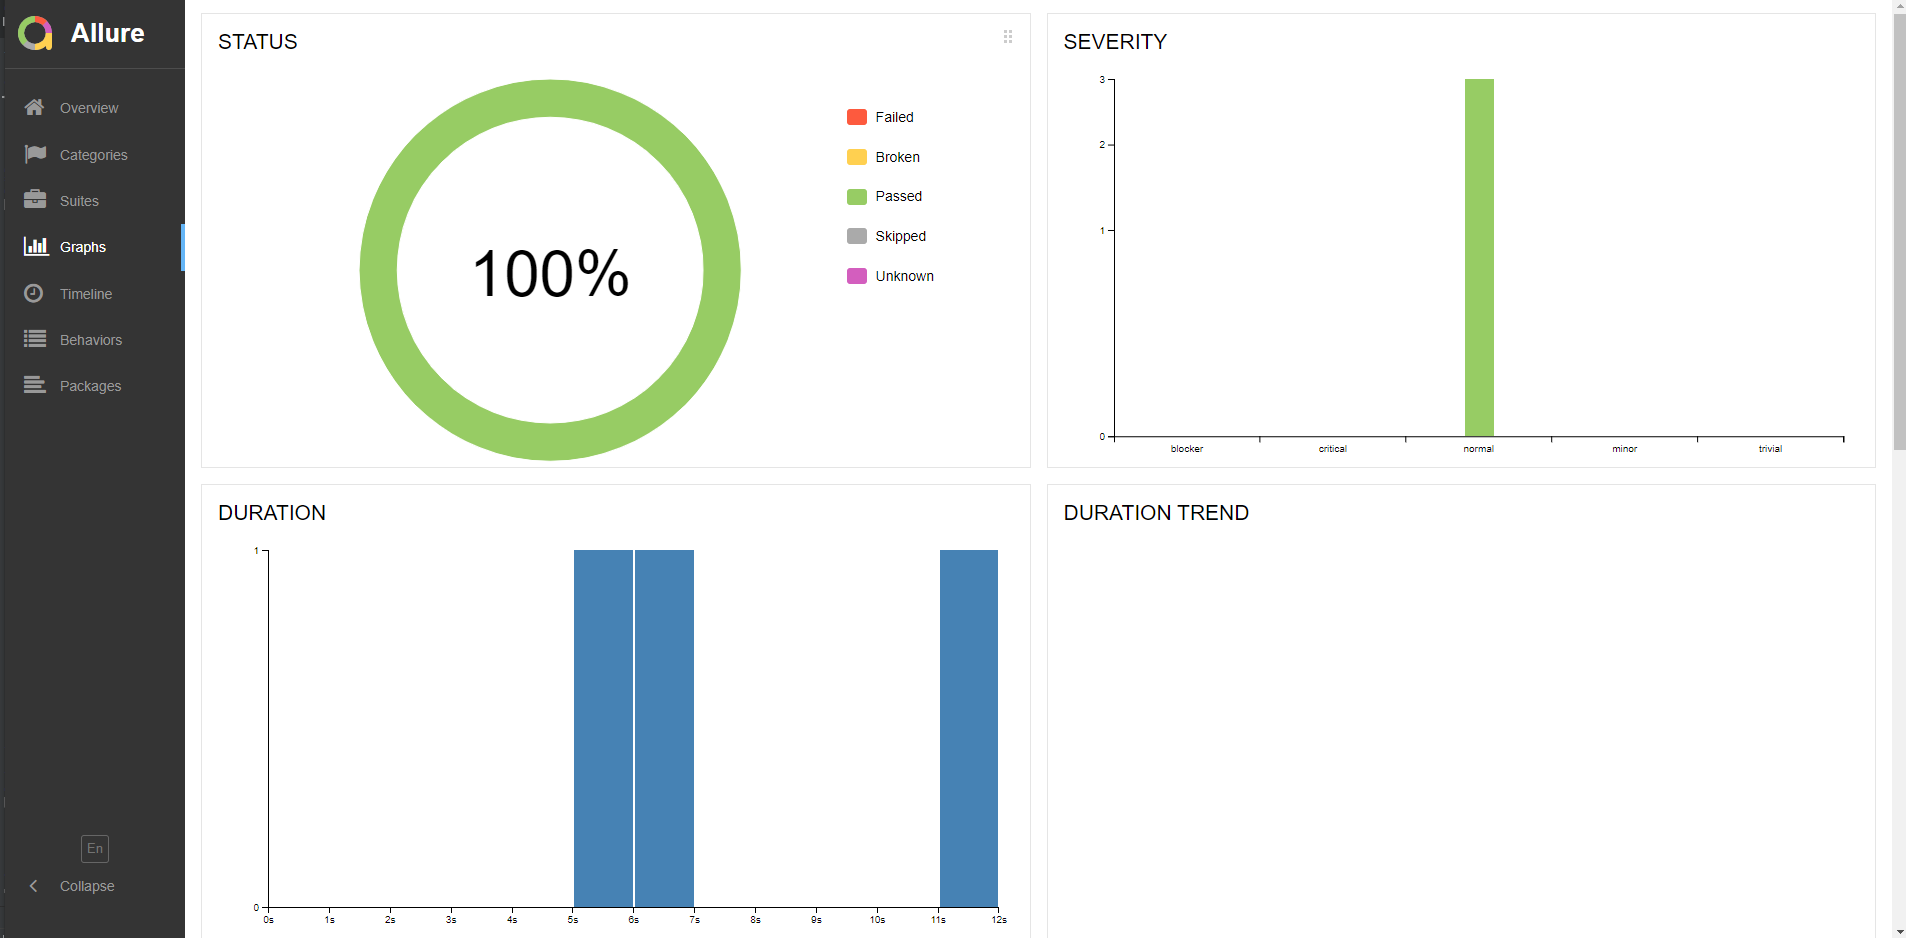 Allure
Overview
Categories
Suites
Graphs
Timeline
Behaviors
Packages
En
Collapse
STATUS
100%
Failed
Broken
Passed
Skipped
Unknown
SEVERITY
3
2
1
0
blocker critical normal minor trivial
DURATION
1
0
0s 1s 2s 3s 4s 5s 6s 7s 8s 9s 10s 11s 12s
DURATION TREND